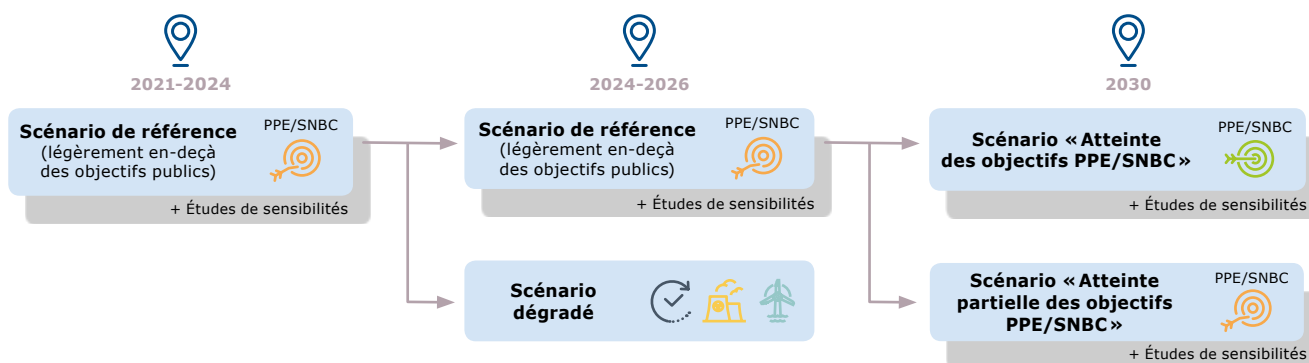 2021-2024
2024-2026
2030
Scénario de référence
(légèrement en-deçà
des objectifs publics)
PPE/SNBC
+ Études de sensibilités
Scénario de référence
(légèrement en-deçà
des objectifs publics)
PPE/SNBC
+ Études de sensibilités
Scénario « Atteinte
des objectifs PPE/SNBC »
PPE/SNBC
+ Études de sensibilités
Scénario
dégradé
Scénario « Atteinte
partielle des objectifs
PPE/SNBC »
PPE/SNBC
+ Études de sensibilités